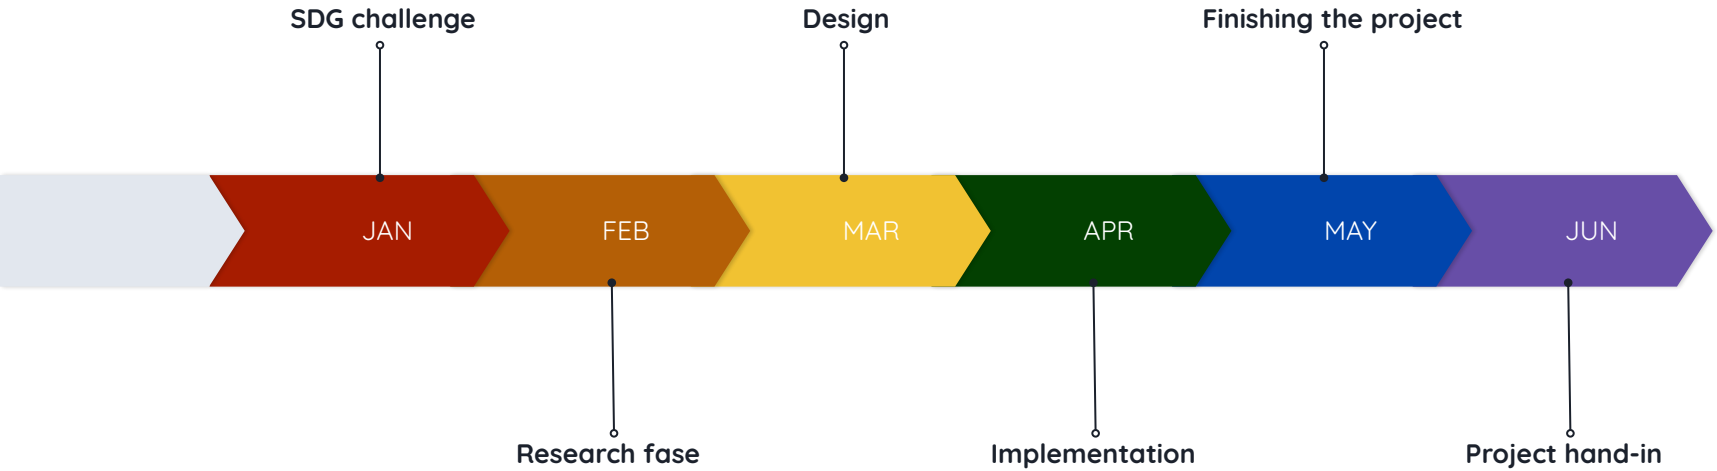 SDG challenge
Design
Finishing the project
JAN
FEB
MAR
APR
MAY
JUN
Research fase
Implementation
Project hand-in